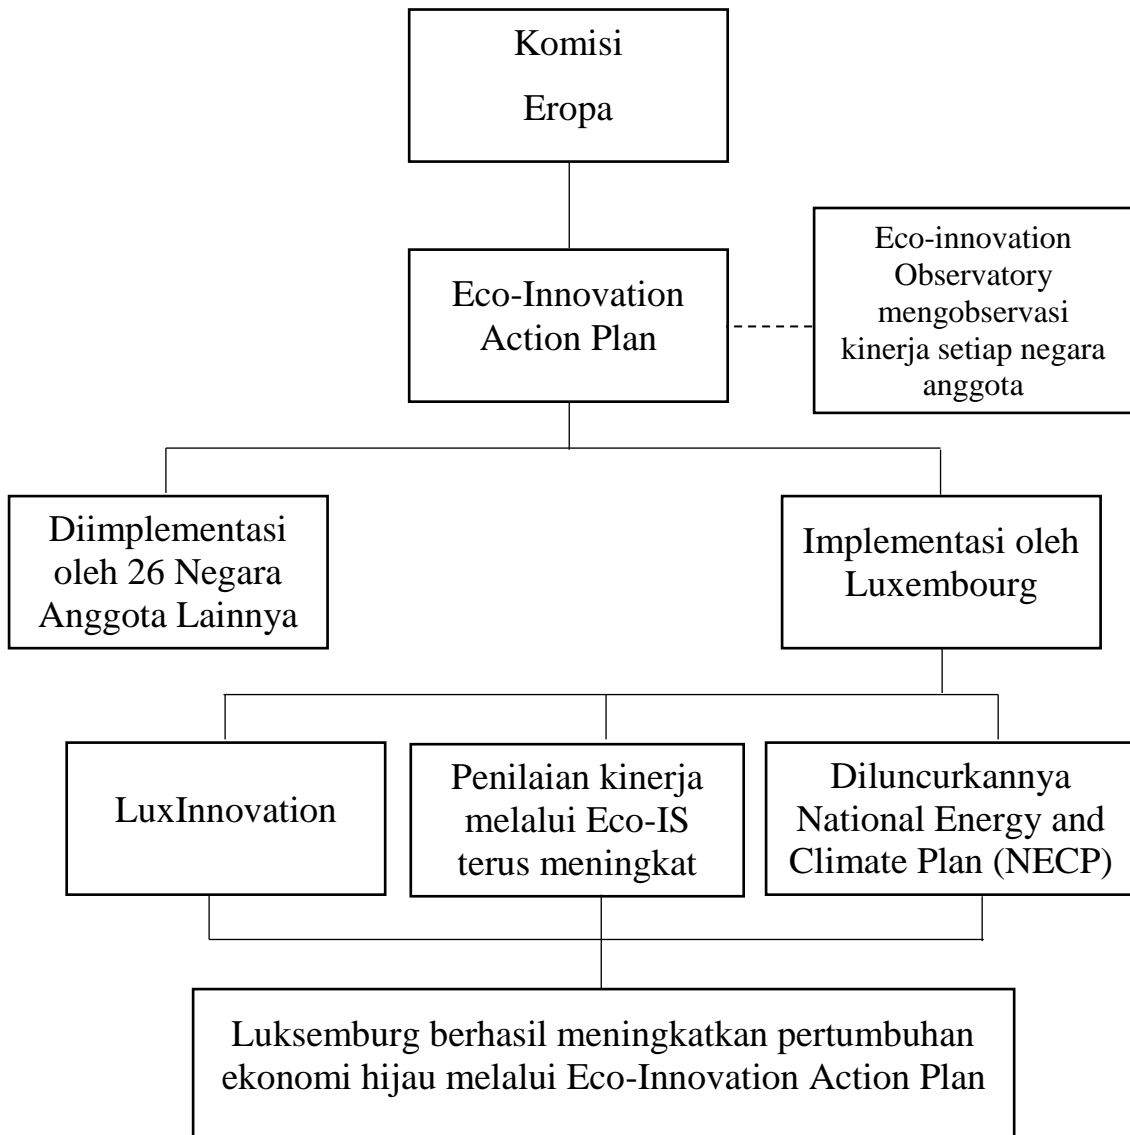 Komisi
Eropa
Eco-Innovation
Action Plan
Eco-innovation
Observatory
mengobservasi
kinerja setiap negara
anggota
Diimplementasi
oleh 26 Negara
Anggota Lainnya
Implementasi oleh
Luxembourg
LuxInnovation
Penilaian kinerja
melalui Eco-IS
terus meningkat
Diluncurkannya
National Energy and
Climate Plan (NECP)
Luksemburg berhasil meningkatkan pertumbuhan
ekonomi hijau melalui Eco-Innovation Action Plan